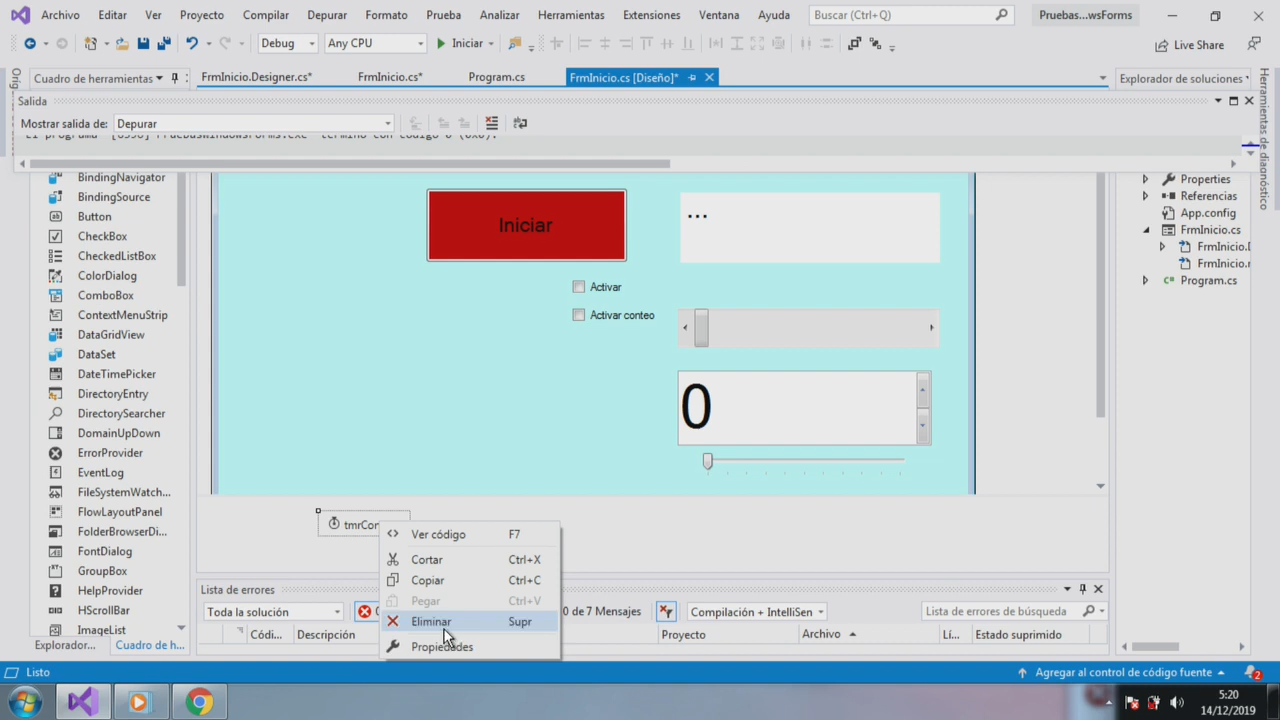 Archivo Editar Ver Proyecto Compilar Depurar Formato Prueba Analizar Herramientas Extensiones Ventana Ayuda Buscar (Ctrl+Q) Pruebas...wsForms
Debug Any CPU Iniciar Live Share
Cuadro de herramientas FrmInicio.Designer.cs* FrmInicio.cs* Program.cs FrmInicio.cs [Diseño]* Explorador de soluciones
Salida
Mostrar salida de: Depurar
Herramientas de diagnóstico
BindingNavigator
BindingSource
Button
CheckBox
CheckedListBox
ColorDialog
ComboBox
ContextMenuStrip
DataGridView
DataSet
DateTimePicker
DirectoryEntry
DirectorySearcher
DomainUpDown
ErrorProvider
EventLog
FileSystemWatch...
FlowLayoutPanel
FolderBrowserDi...
FontDialog
GroupBox
HelpProvider
HScrollBar
ImageList
Explorador... Cuadro de h...
Iniciar
...
Activar
Activar conteo
0
tmrCon
Ver código F7
Cortar Ctrl+X
Copiar Ctrl+C
Pegar Ctrl+V
Eliminar Supr
Propiedades
Properties
Referencias
App.config
FrmInicio.cs
FrmInicio.
FrmInicio.
Program.cs
Lista de errores
Toda la solución 0 de 7 Mensajes Compilación + IntelliSen Lista de errores de búsqueda
Códi... Descripción Proyecto Archivo Lí... Estado suprimido
Listo Agregar al control de código fuente 2
5:20
14/12/2019